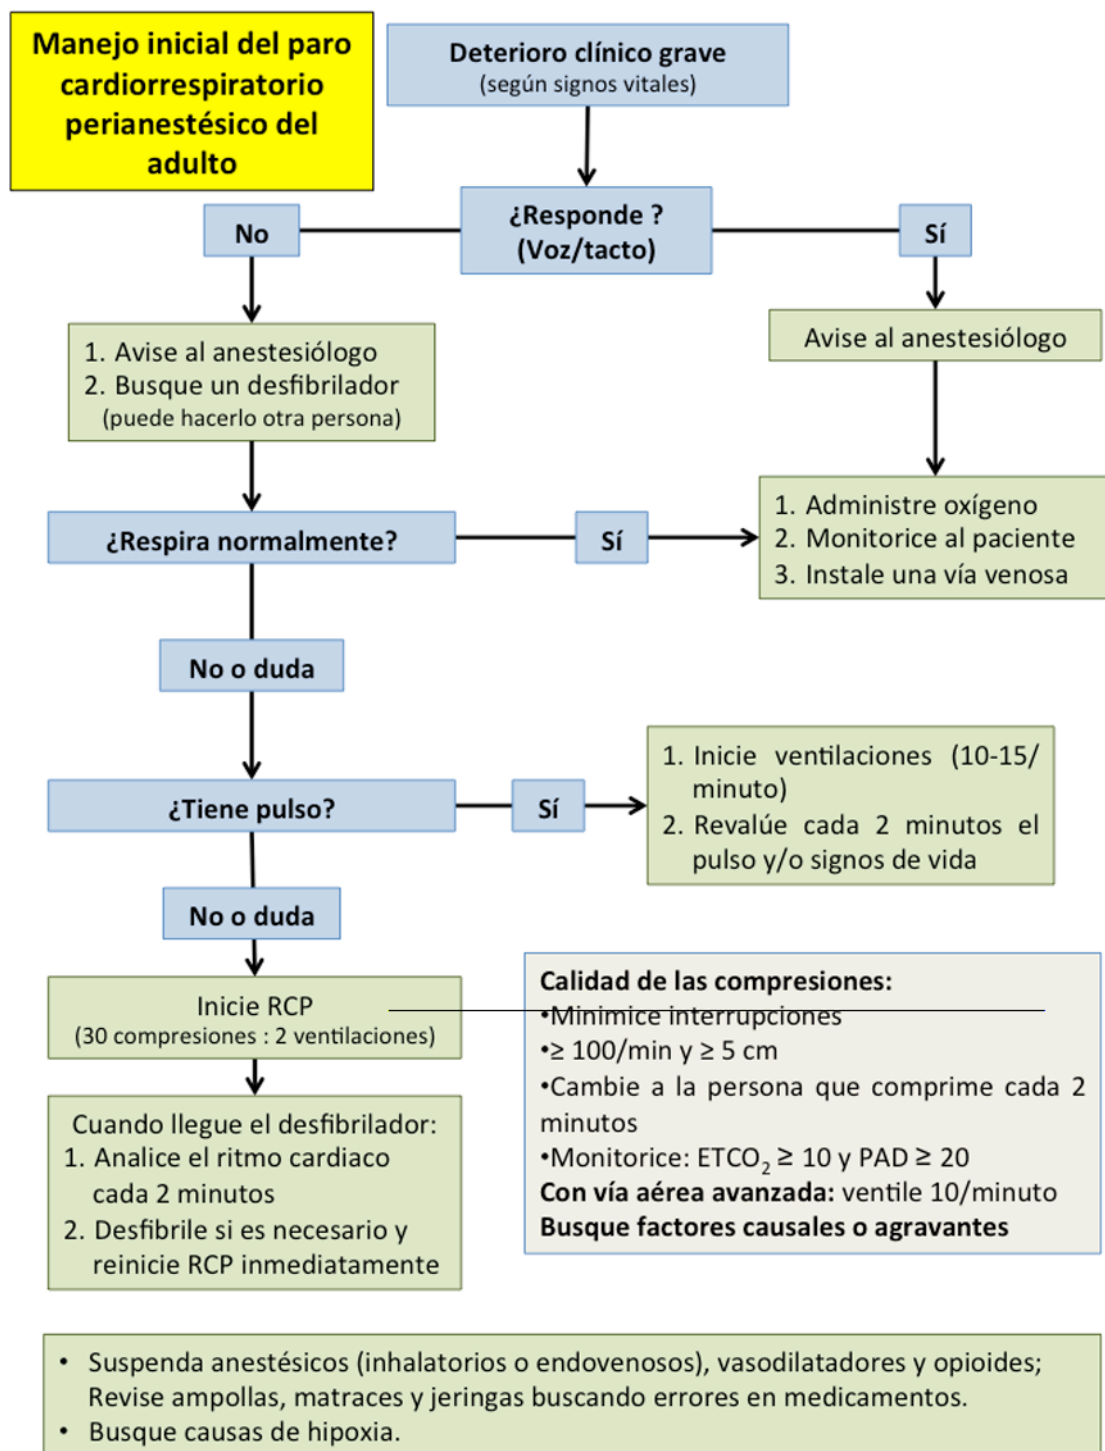 Manejo inicial del paro
cardiorrespiratorio
perianestésico del
adulto
Deterioro clínico grave
(según signos vitales)
¿Responde ?
(Voz/tacto)
No
Sí
1. Avise al anestesiólogo
2. Busque un desfibrilador
(puede hacerlo otra persona)
Avise al anestesiólogo
¿Respira normalmente?
Sí
1. Administre oxígeno
2. Monitorice al paciente
3. Instale una vía venosa
No o duda
¿Tiene pulso?
Sí
1. Inicie ventilaciones (10-15/
minuto)
2. Revalúe cada 2 minutos el
pulso y/o signos de vida
No o duda
Inicie RCP
(30 compresiones : 2 ventilaciones)
Calidad de las compresiones:
•Minimice interrupciones
•≥ 100/min y ≥ 5 cm
•Cambie a la persona que comprime cada 2
minutos
•Monitorice: ETCO₂ ≥ 10 y PAD ≥ 20
Con vía aérea avanzada: ventile 10/minuto
Busque factores causales o agravantes
Cuando llegue el desfibrilador:
1. Analice el ritmo cardiaco
cada 2 minutos
2. Desfibrile si es necesario y
reinicie RCP inmediatamente
• Suspenda anestésicos (inhalatorios o endovenosos), vasodilatadores y opioides;
Revise ampollas, matraces y jeringas buscando errores en medicamentos.
• Busque causas de hipoxia.